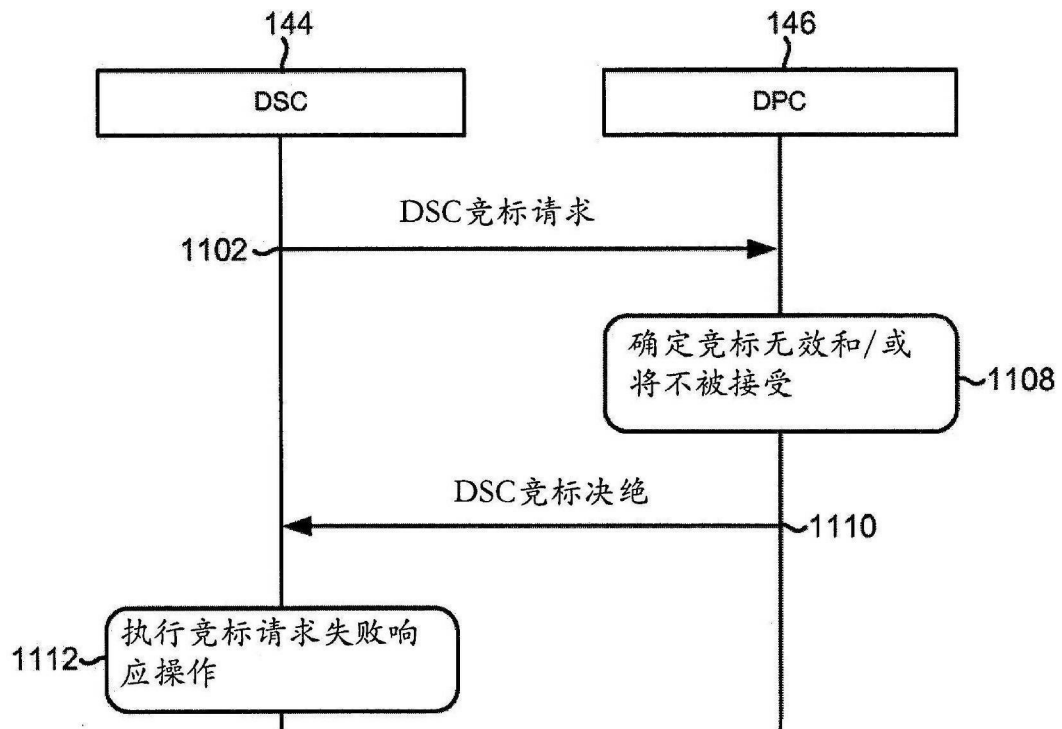 144
146
DSC
DPC
DSC竞标请求
1102
确定竞标无效和/或
将不被接受
1108
DSC竞标决绝
1110
执行竞标请求失败响
应操作
1112